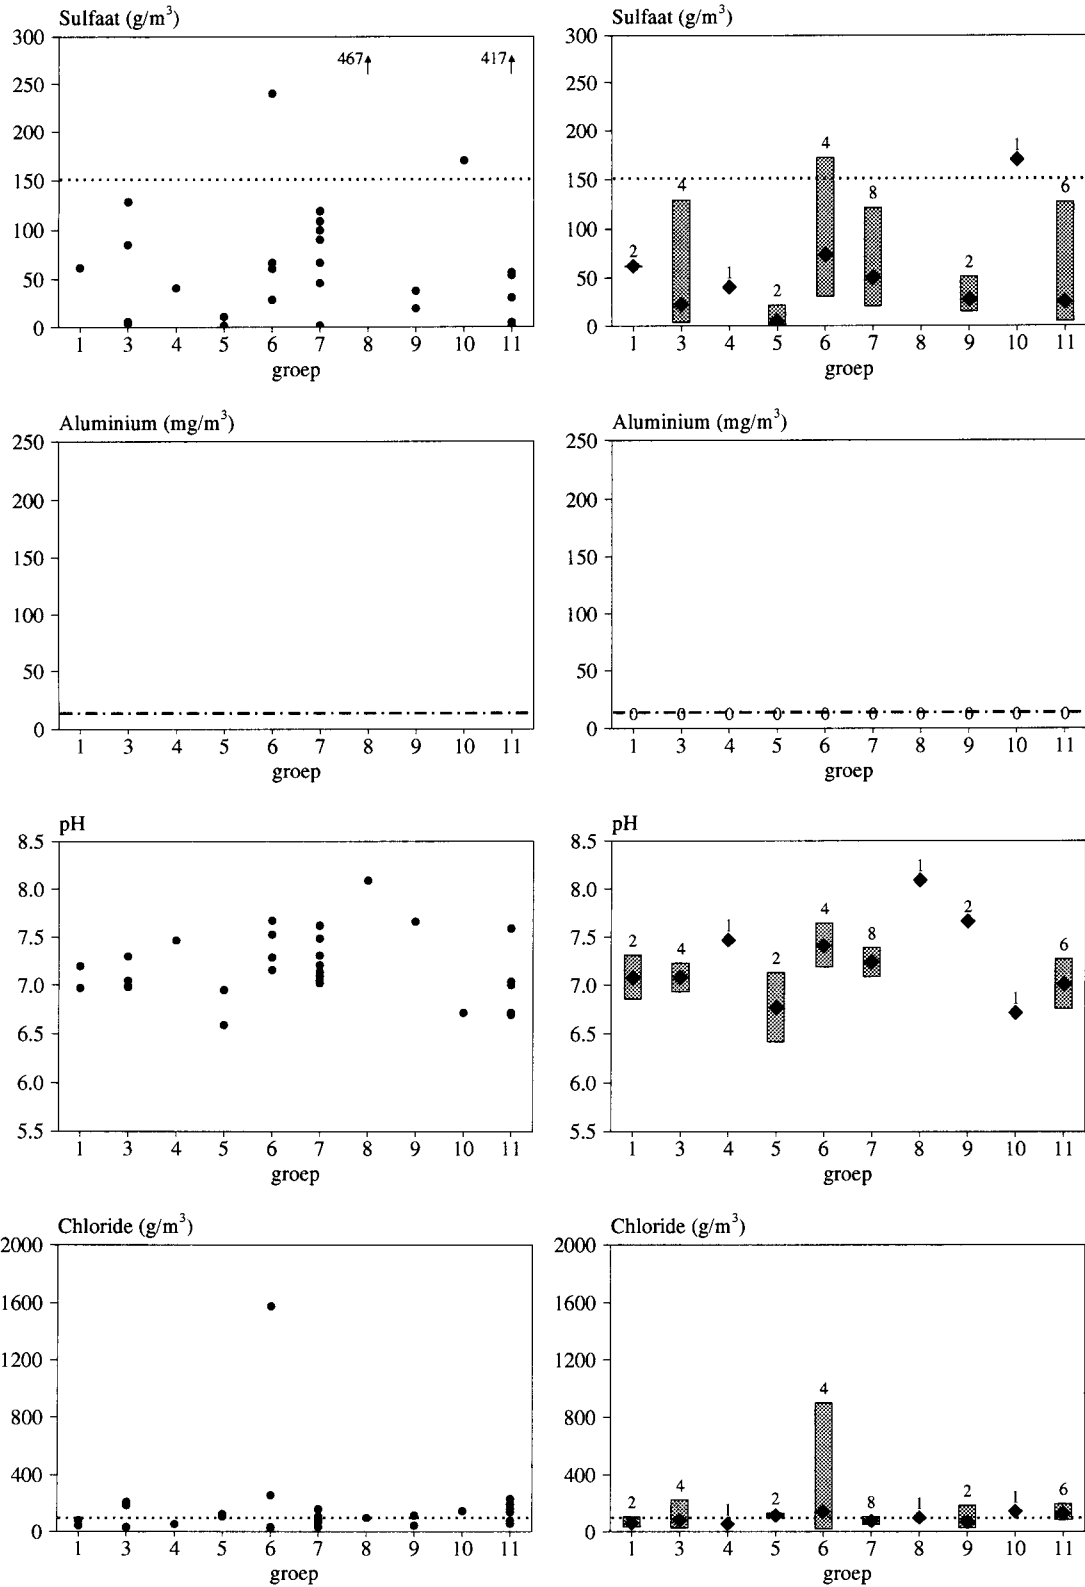 Sulfaat (g/m³)
300
250
200
150
100
50
0
467
417
1 3 4 5 6 7 8 9 10 11
groep
Sulfaat (g/m³)
300
250
200
150
100
50
0
2 4 1 2 4 8 2 1 6
1 3 4 5 6 7 8 9 10 11
groep
Aluminium (mg/m³)
250
200
150
100
50
0
1 3 4 5 6 7 8 9 10 11
groep
Aluminium (mg/m³)
250
200
150
100
50
0
0 0 0 0 0 0 0 0 0 0
1 3 4 5 6 7 8 9 10 11
groep
pH
8.5
8.0
7.5
7.0
6.5
6.0
5.5
1 3 4 5 6 7 8 9 10 11
groep
pH
8.5
8.0
7.5
7.0
6.5
6.0
5.5
2 4 1 2 4 8 1 2 1 6
1 3 4 5 6 7 8 9 10 11
groep
Chloride (g/m³)
2000
1600
1200
800
400
0
1 3 4 5 6 7 8 9 10 11
groep
Chloride (g/m³)
2000
1600
1200
800
400
0
2 4 1 2 4 8 1 2 1 6
1 3 4 5 6 7 8 9 10 11
groep